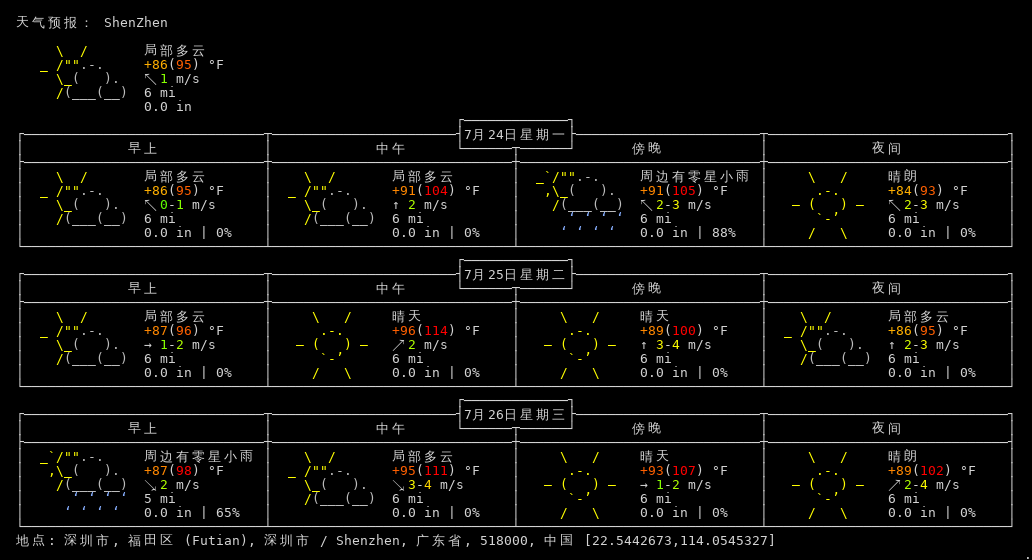 天气预报： ShenZhen
局部多云
+86(95) °F
↖ 1 m/s
6 mi
0.0 in
7月24日星期一
早上 中午 傍晚 夜间
局部多云 局部多云 周边有零星小雨 晴朗
+86(95) °F +91(104) °F +91(105) °F +84(93) °F
↖ 0-1 m/s ↑ 2 m/s ↖ 2-3 m/s ↖ 2-3 m/s
6 mi 6 mi 6 mi 6 mi
0.0 in | 0% 0.0 in | 0% 0.0 in | 88% 0.0 in | 0%
7月25日星期二
早上 中午 傍晚 夜间
局部多云 晴天 晴天 局部多云
+87(96) °F +96(114) °F +89(100) °F +86(95) °F
→ 1-2 m/s ↗ 2 m/s ↑ 3-4 m/s ↑ 2-3 m/s
6 mi 6 mi 6 mi 6 mi
0.0 in | 0% 0.0 in | 0% 0.0 in | 0% 0.0 in | 0%
7月26日星期三
早上 中午 傍晚 夜间
周边有零星小雨 局部多云 晴天 晴朗
+87(98) °F +95(111) °F +93(107) °F +89(102) °F
↘ 2 m/s ↘ 3-4 m/s → 1-2 m/s ↗ 2-4 m/s
5 mi 6 mi 6 mi 6 mi
0.0 in | 65% 0.0 in | 0% 0.0 in | 0% 0.0 in | 0%
地点: 深圳市, 福田区 (Futian), 深圳市 / Shenzhen, 广东省, 518000, 中国 [22.5442673,114.0545327]